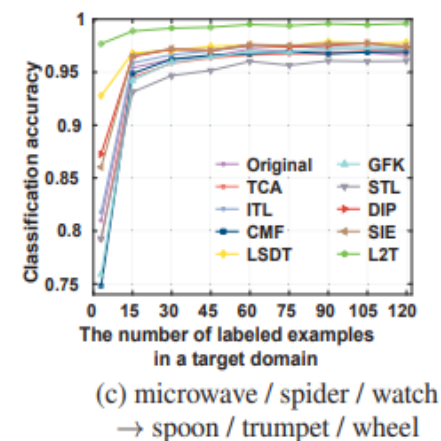 1
0.95
0.9
0.85
0.8
0.75
Classification accuracy
Original
TCA
ITL
CMF
LSDT
GFK
STL
DIP
SIE
L2T
0 15 30 45 60 75 90 105 120
The number of labeled examples
in a target domain
(c) microwave / spider / watch
→ spoon / trumpet / wheel